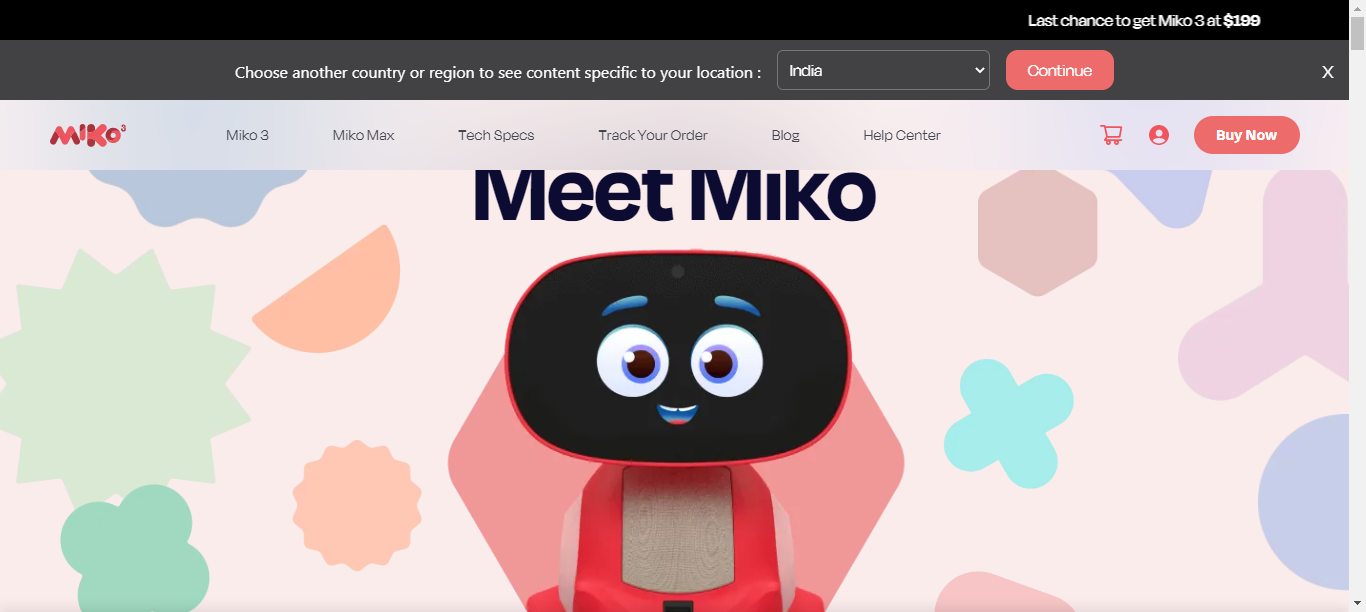 Last chance to get Miko 3 at $199
Choose another country or region to see content specific to your location :
India
Continue
X
MIKO3
Miko 3
Miko Max
Tech Specs
Track Your Order
Blog
Help Center
Buy Now
Meet Miko